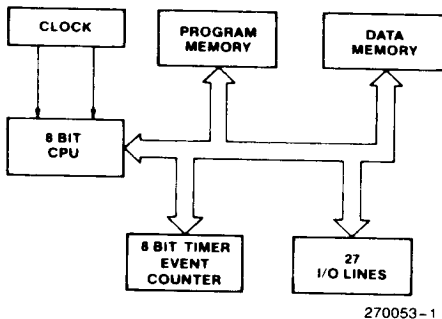 CLOCK
PROGRAM
MEMORY
DATA
MEMORY
8 BIT
CPU
8 BIT TIMER
EVENT
COUNTER
27
I/O LINES
270053-1